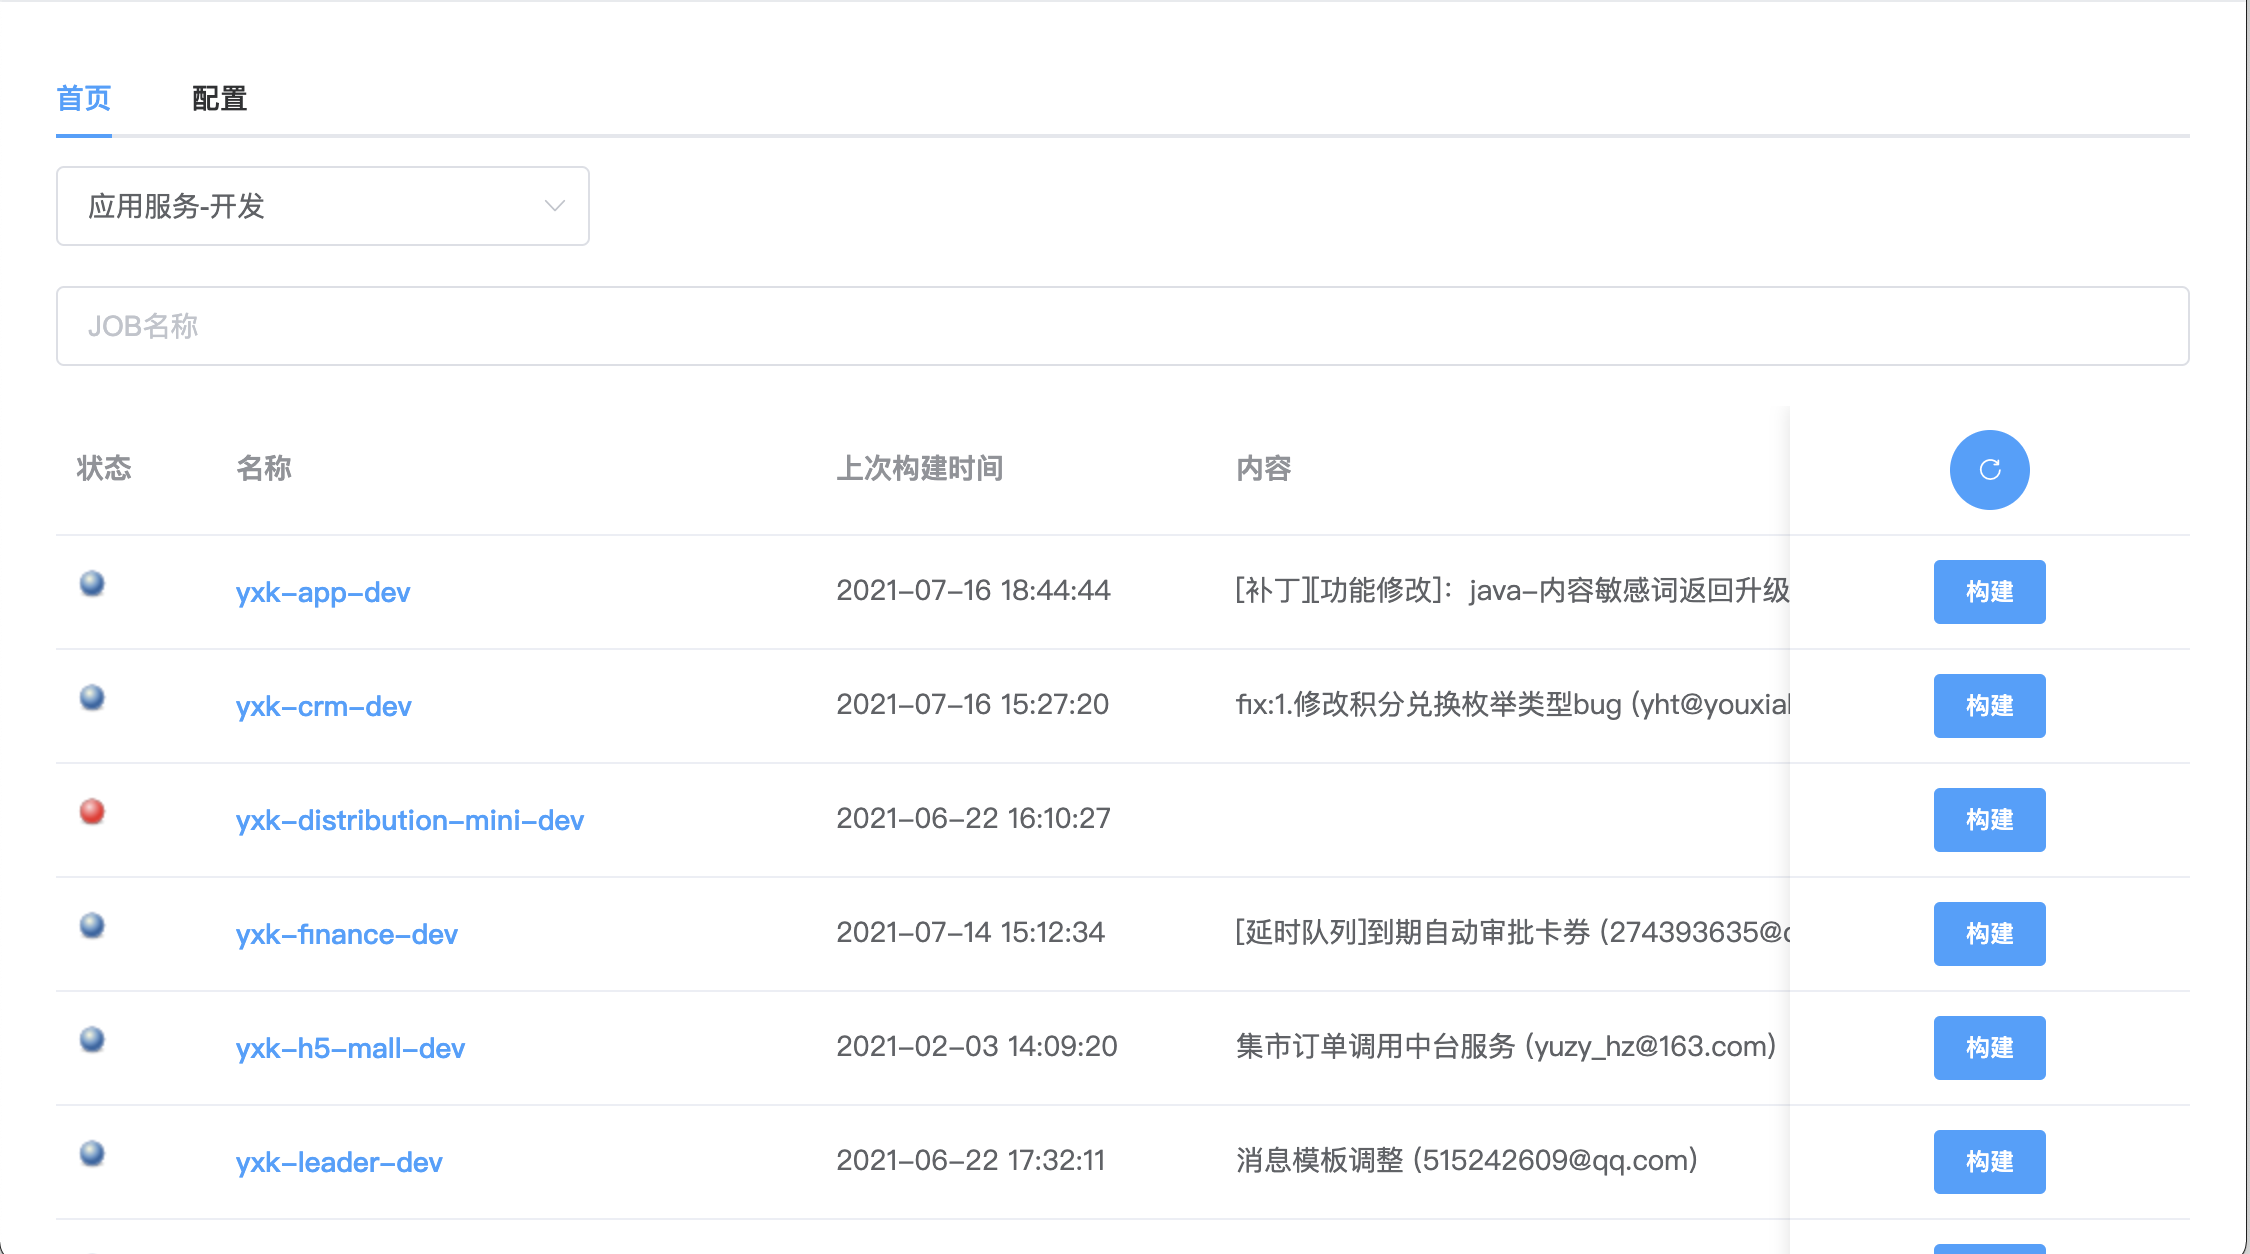 首页 配置
应用服务-开发
JOB名称
状态 名称 上次构建时间 内容
yxk-app-dev 2021-07-16 18:44:44 [补丁][功能修改]：java-内容敏感词返回升级 构建
yxk-crm-dev 2021-07-16 15:27:20 fix:1.修改积分兑换枚举类型bug (yht@youxia 构建
yxk-distribution-mini-dev 2021-06-22 16:10:27 构建
yxk-finance-dev 2021-07-14 15:12:34 [延时队列]到期自动审批卡券 (274393635@ 构建
yxk-h5-mall-dev 2021-02-03 14:09:20 集市订单调用中台服务 (yuzy_hz@163.com) 构建
yxk-leader-dev 2021-06-22 17:32:11 消息模板调整 (515242609@qq.com) 构建